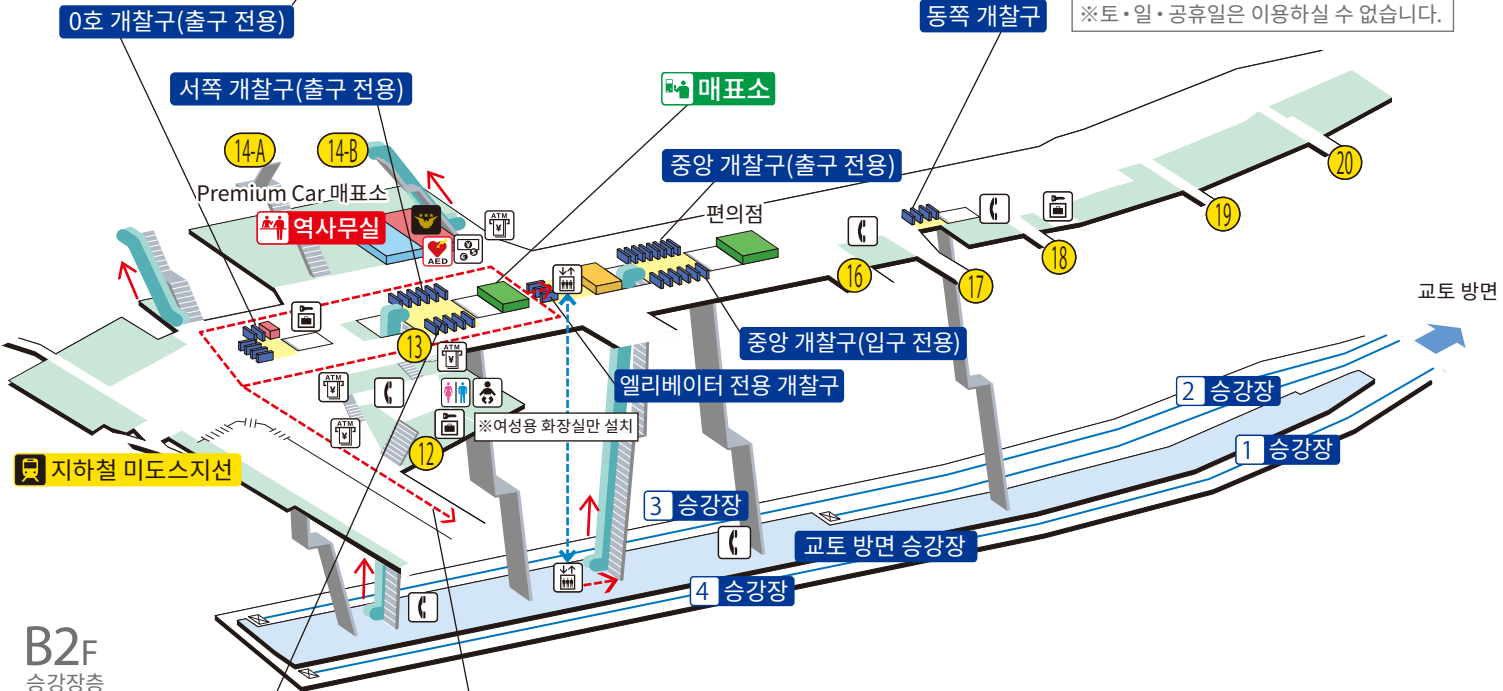 0호 개찰구(출구 전용)
동쪽 개찰구
※토・일・공휴일은 이용하실 수 없습니다.
서쪽 개찰구(출구 전용)
매표소
14-A
14-B
중앙 개찰구(출구 전용)
20
Premium Car 매표소
역사무실
ATM
편의점
19
AED
18
16
17
교토 방면
13
ATM
중앙 개찰구(입구 전용)
ATM
엘리베이터 전용 개찰구
2 승강장
※여성용 화장실만 설치
ATM
12
1 승강장
지하철 미도스지선
3 승강장
교토 방면 승강장
4 승강장
B2F
승강장층